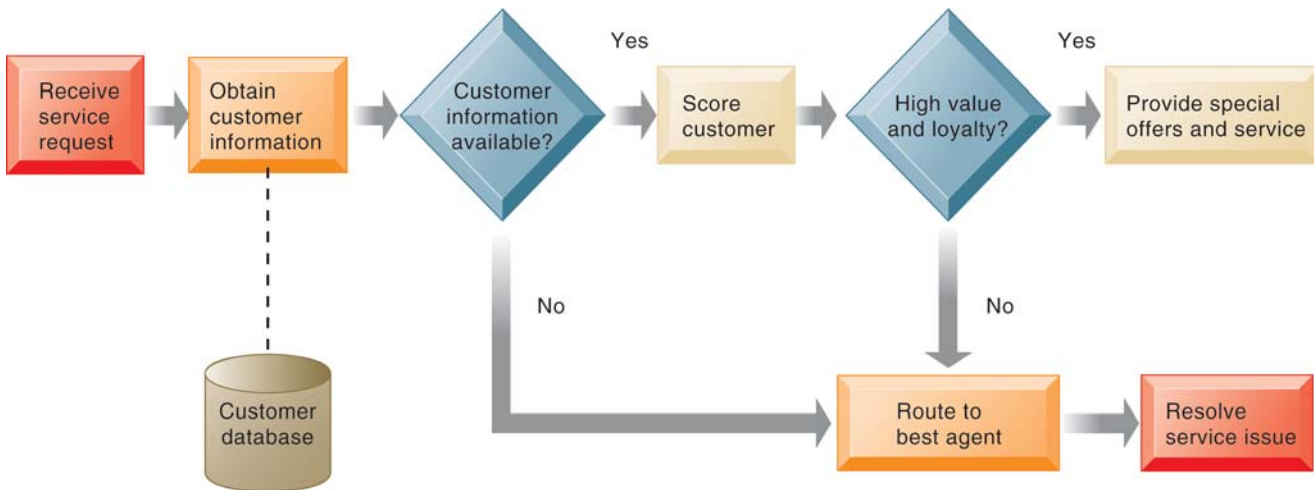 Receive
service
request
Obtain
customer
information
Customer
information
available?
Yes
Score
customer
High value
and loyalty?
Yes
Provide special
offers and service
No
No
Customer
database
Route to
best agent
Resolve
service issue